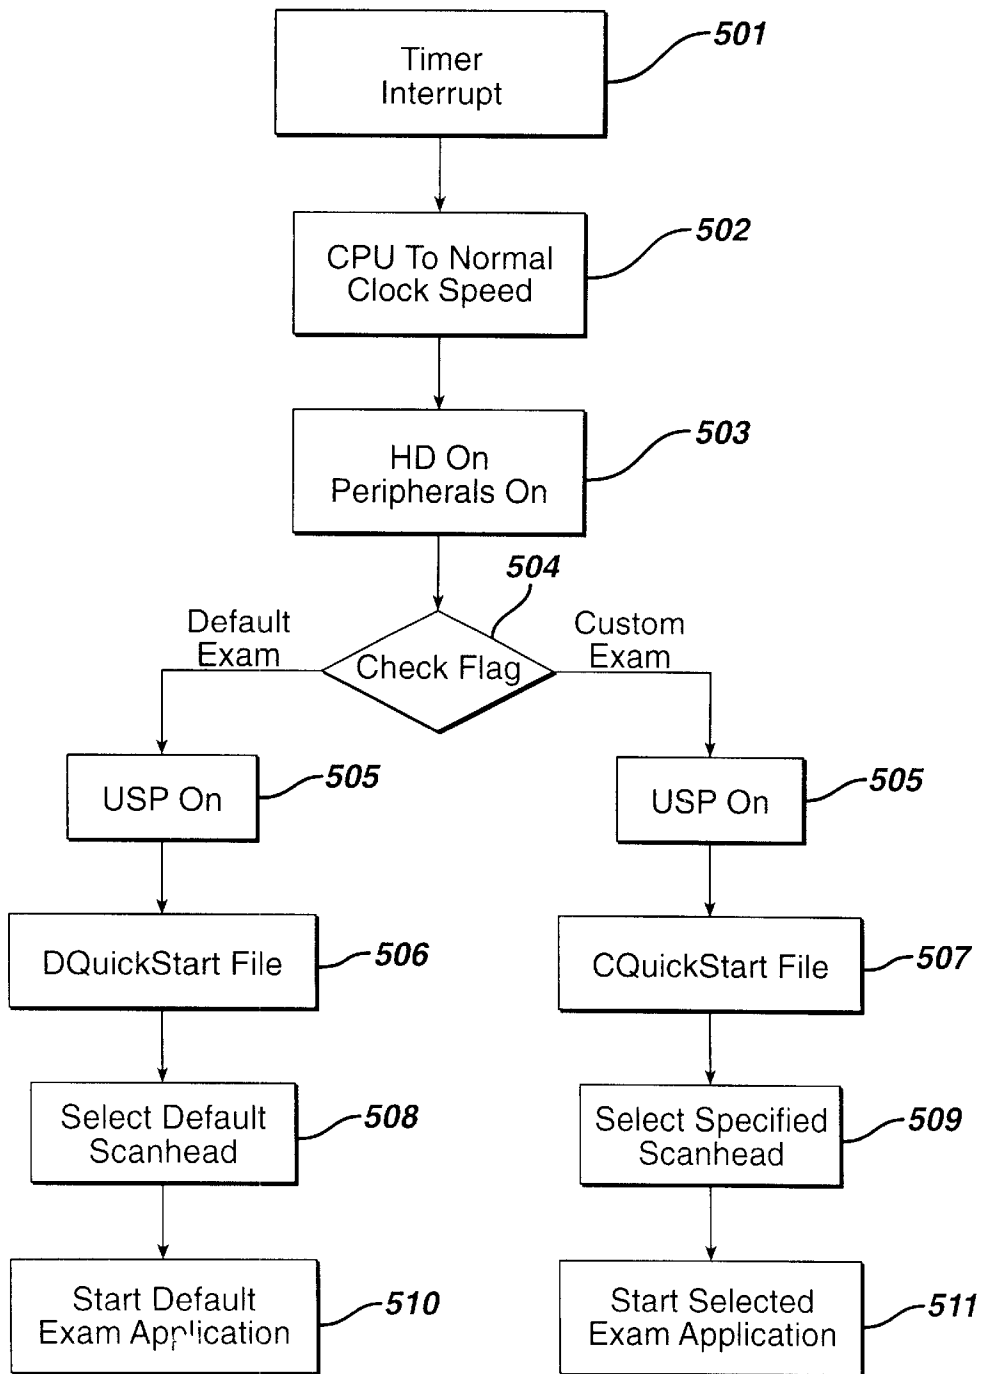 Timer
Interrupt
501
CPU To Normal
Clock Speed
502
HD On
Peripherals On
503
504
Check Flag
Default
Exam
Custom
Exam
USP On
505
USP On
505
DQuickStart File
506
CQuickStart File
507
Select Default
Scanhead
508
Select Specified
Scanhead
509
Start Default
Exam Application
510
Start Selected
Exam Application
511